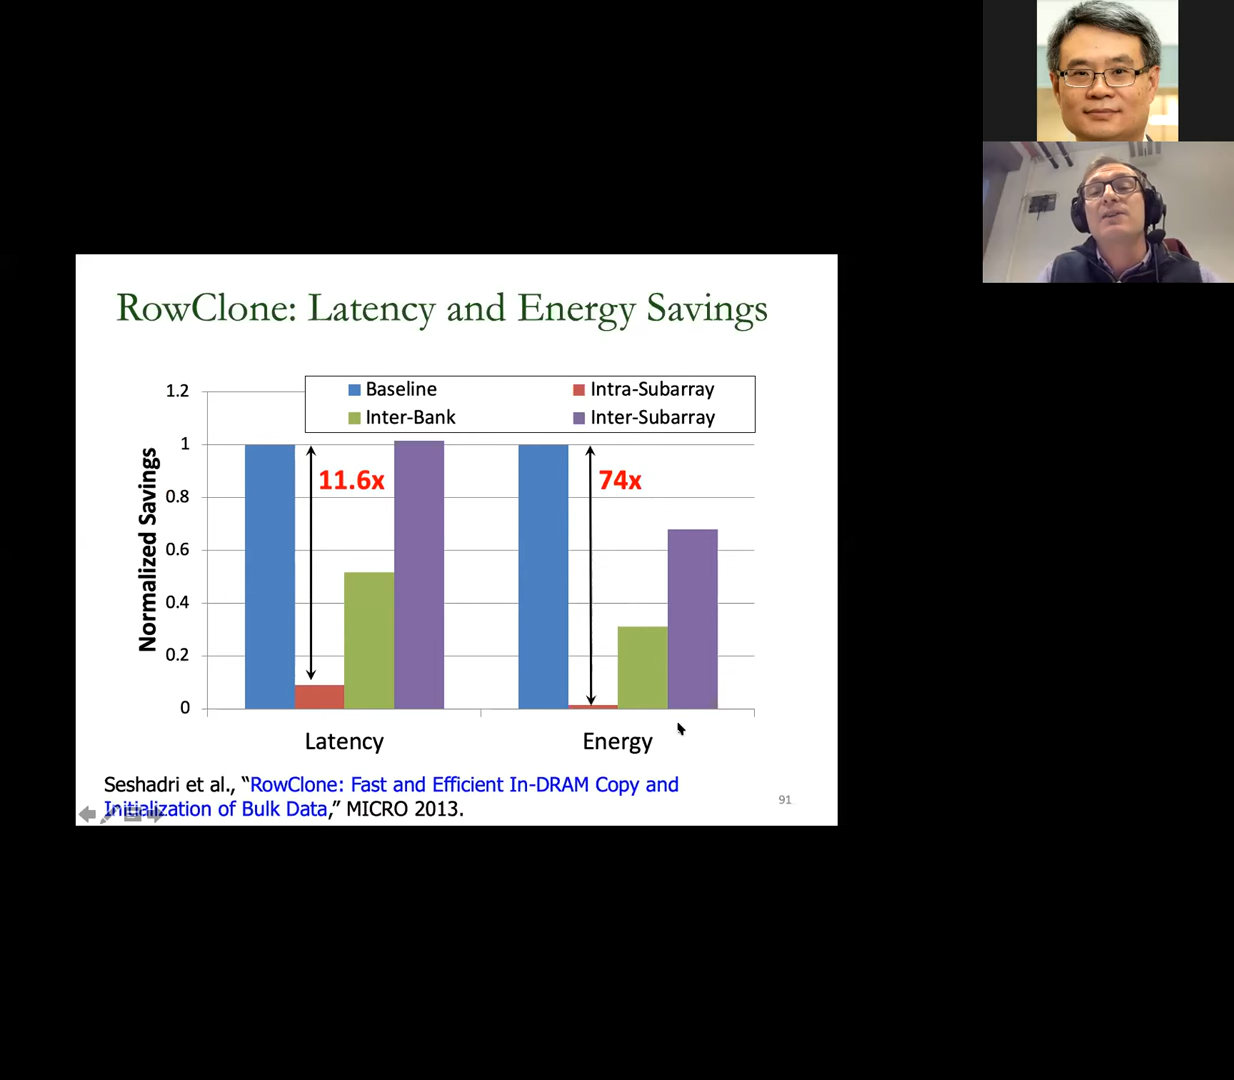 RowClone: Latency and Energy Savings
Baseline
Intra-Subarray
Inter-Bank
Inter-Subarray
1.2
1
0.8
0.6
0.4
0.2
0
Normalized Savings
11.6x
74x
Latency
Energy
Seshadri et al., “RowClone: Fast and Efficient In-DRAM Copy and
Initialization of Bulk Data,” MICRO 2013.
91